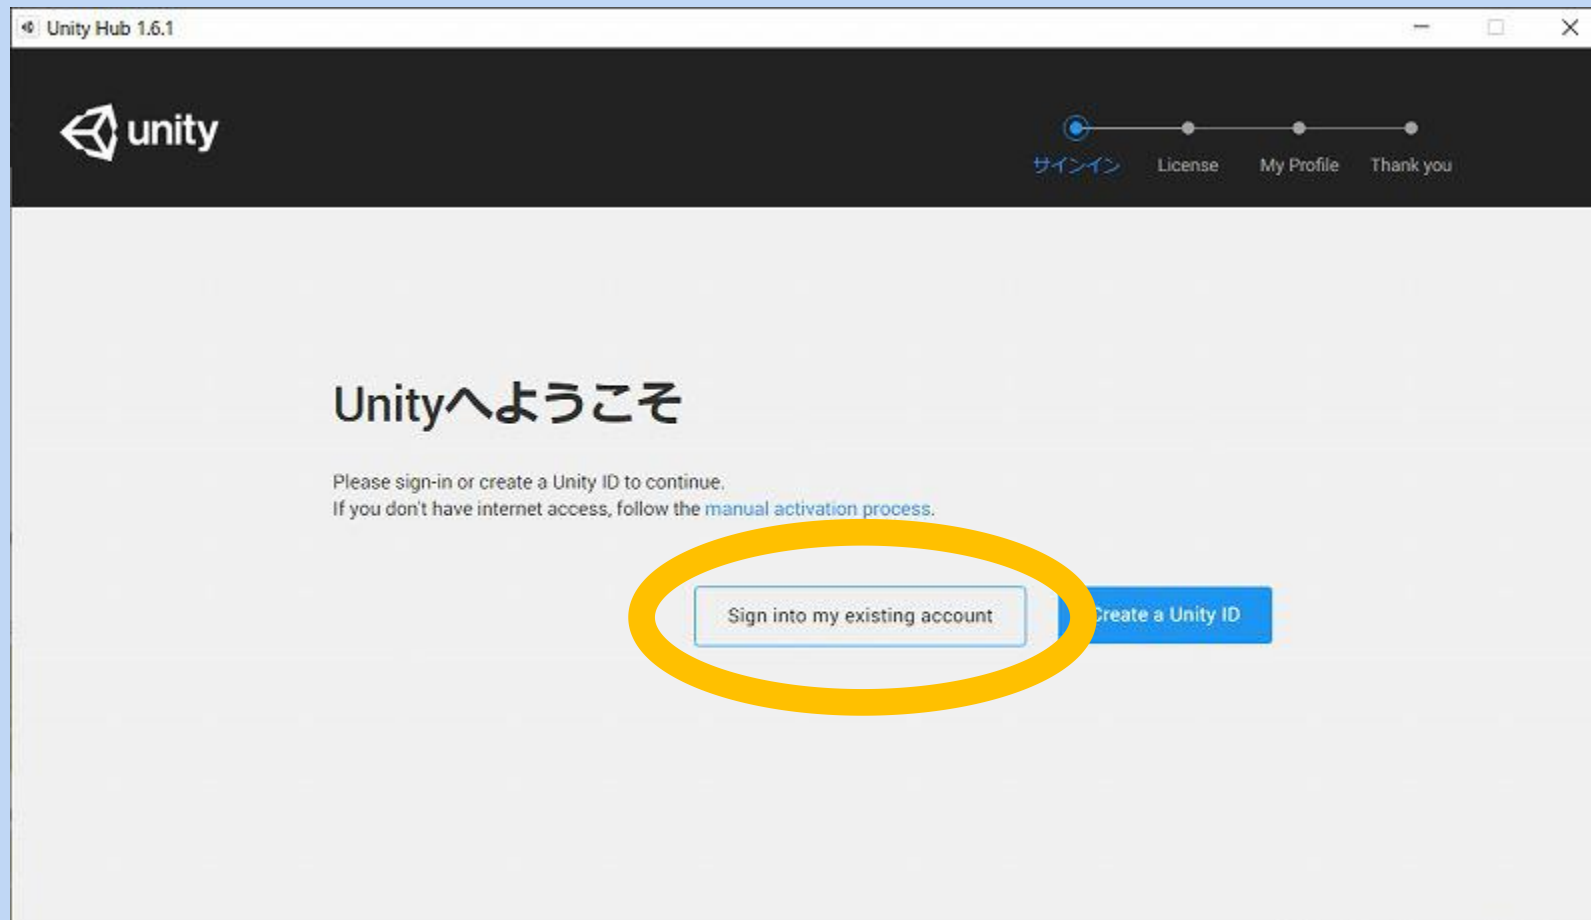 Unity Hub 1.6.1
unity
サインイン License My Profile Thank you
Unityへようこそ
Please sign-in or create a Unity ID to continue.
If you don't have internet access, follow the manual activation process.
Sign into my existing account
Create a Unity ID